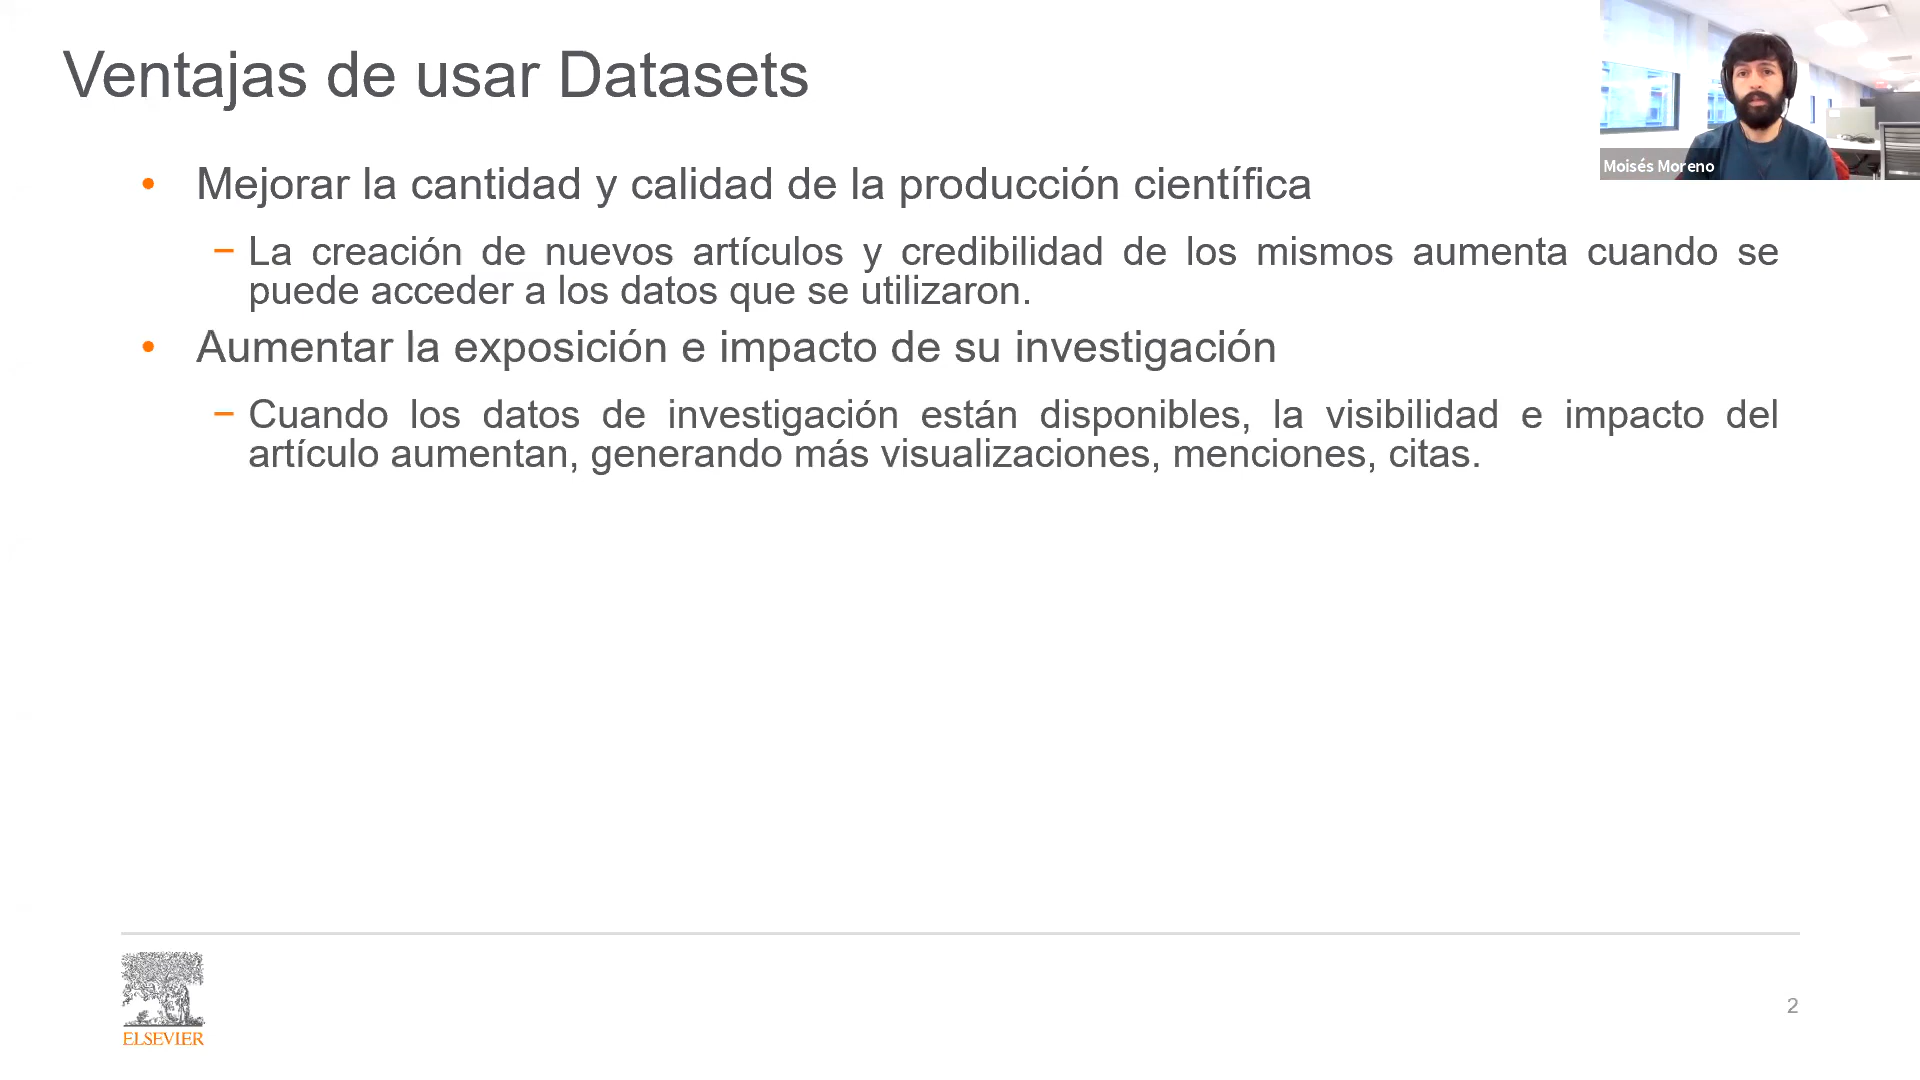 Ventajas de usar Datasets
Moisés Moreno
• Mejorar la cantidad y calidad de la producción científica
– La creación de nuevos artículos y credibilidad de los mismos aumenta cuando se
puede acceder a los datos que se utilizaron.
• Aumentar la exposición e impacto de su investigación
– Cuando los datos de investigación están disponibles, la visibilidad e impacto del
artículo aumentan, generando más visualizaciones, menciones, citas.
ELSEVIER
2